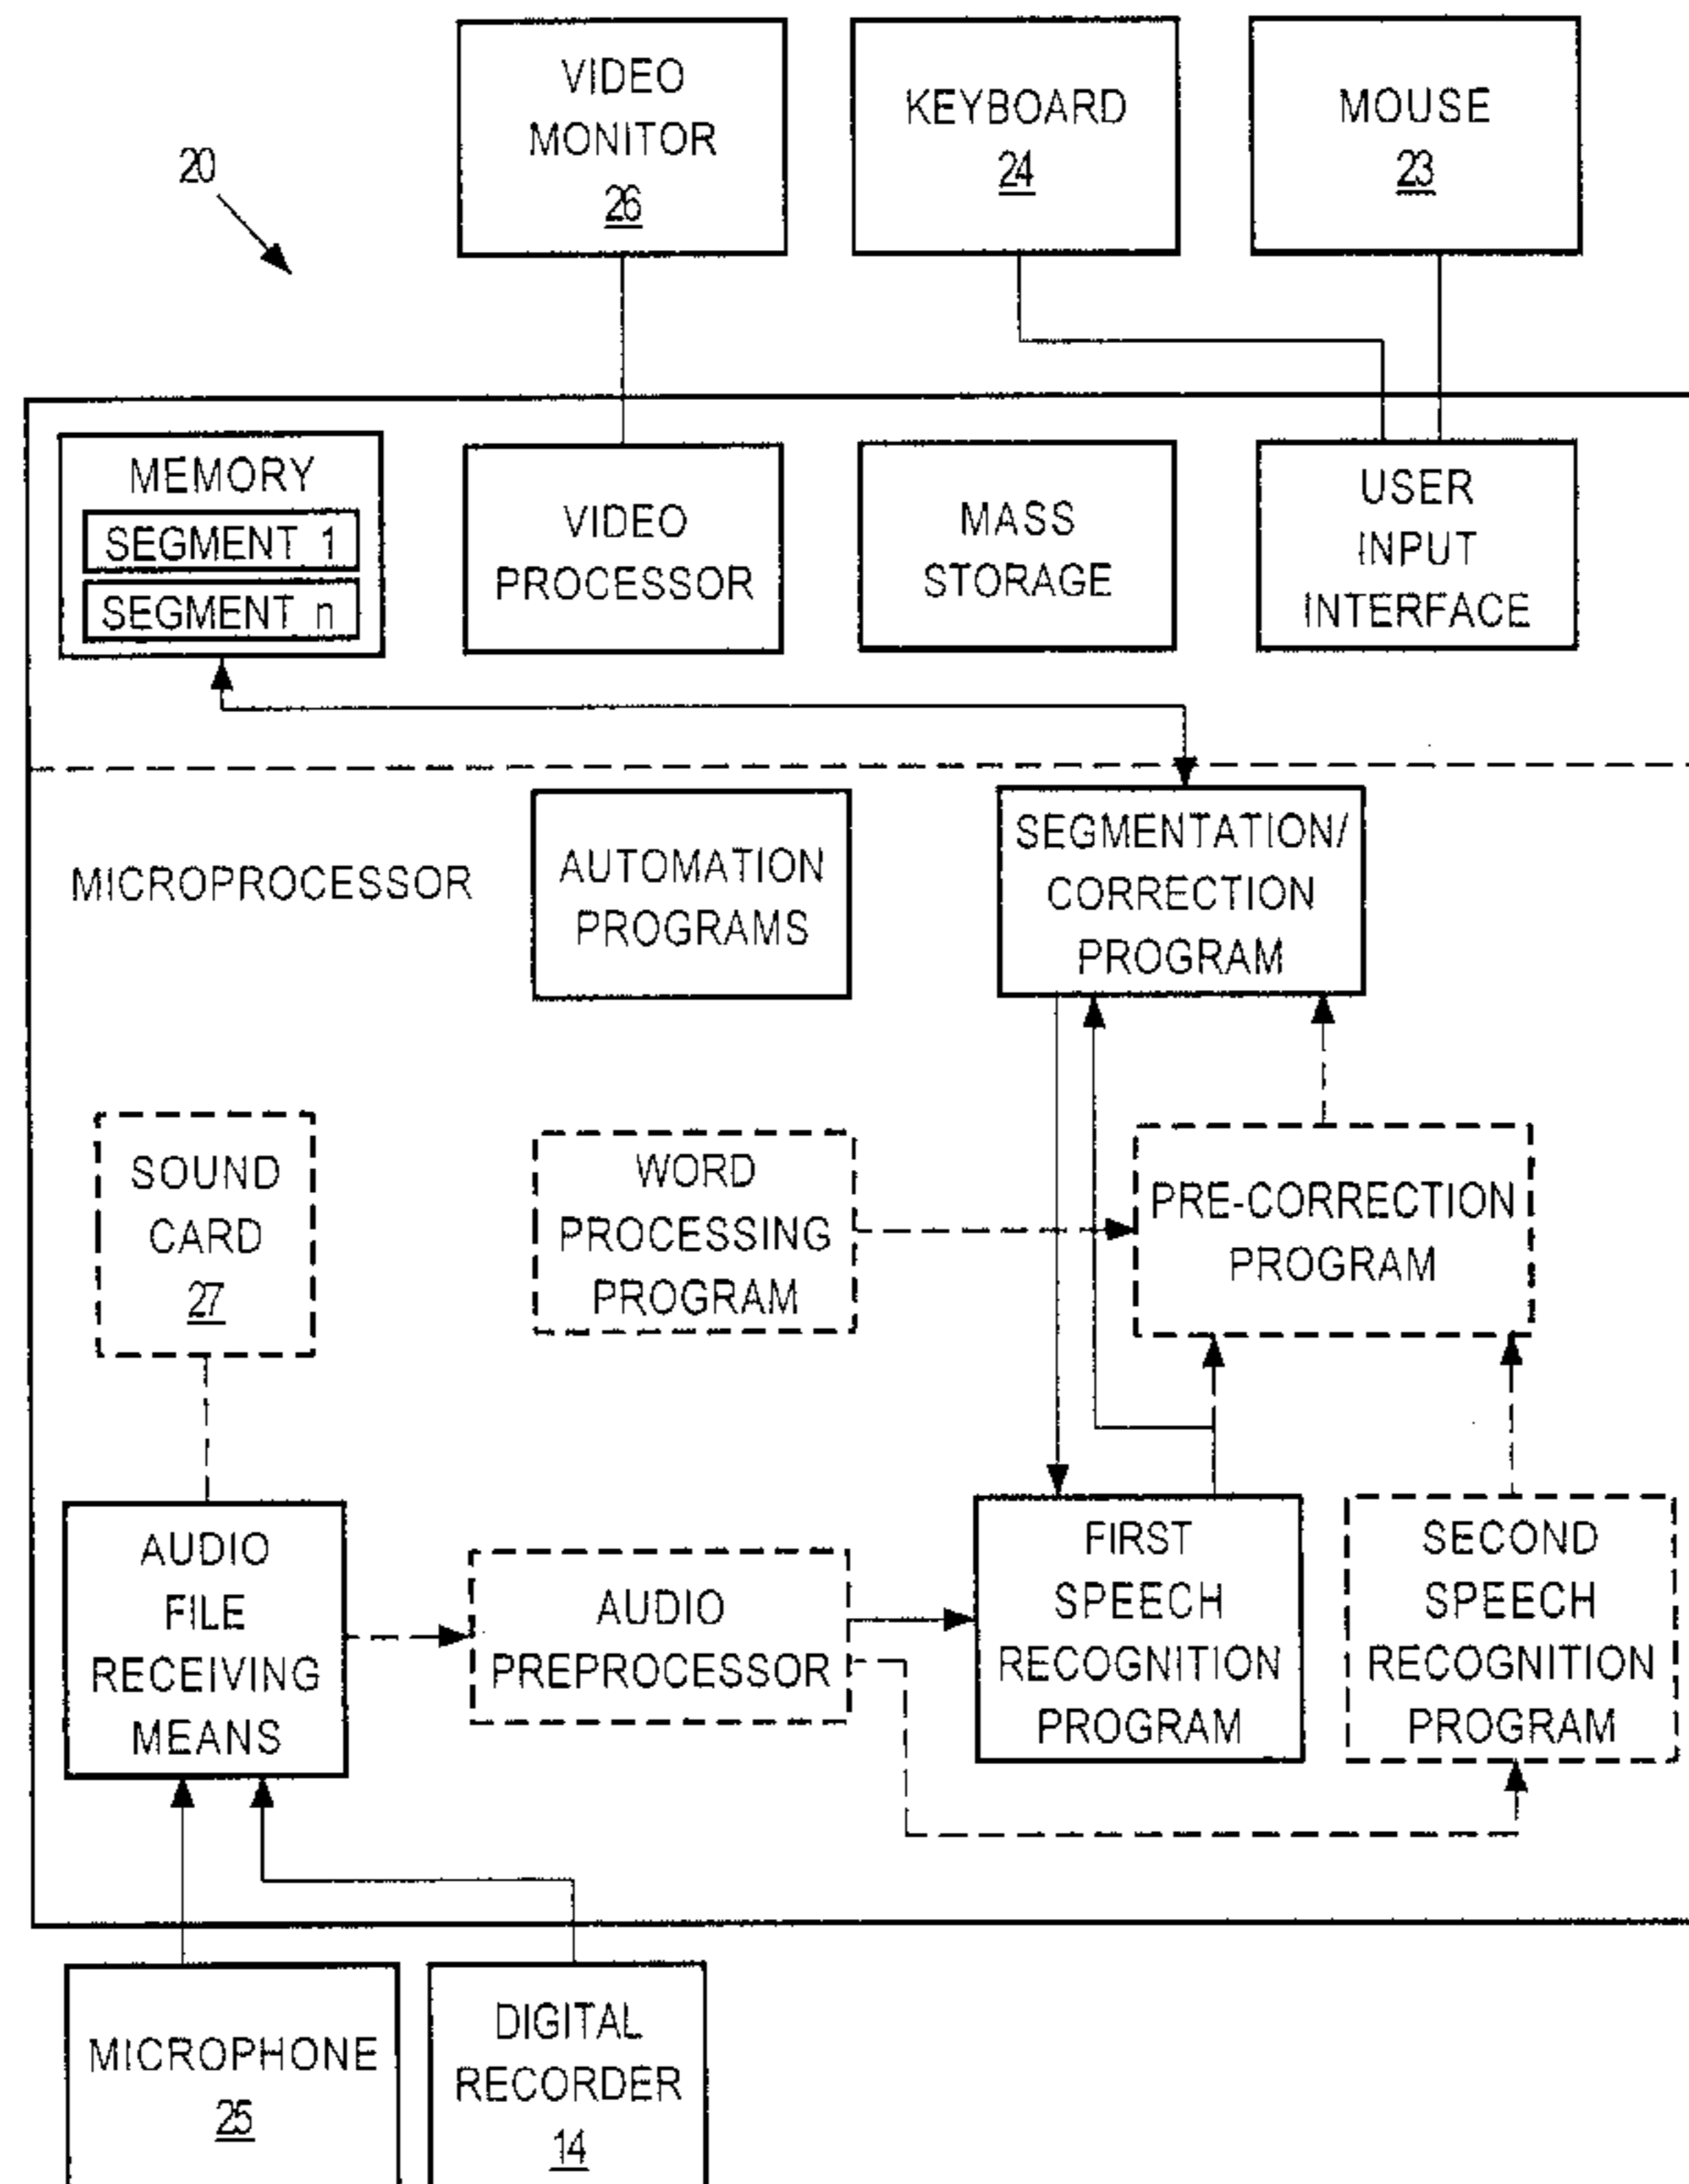 20
VIDEO
MONITOR
26
KEYBOARD
24
MOUSE
23
MEMORY
SEGMENT 1
SEGMENT n
VIDEO
PROCESSOR
MASS
STORAGE
USER
INPUT
INTERFACE
MICROPROCESSOR
AUTOMATION
PROGRAMS
SEGMENTATION/
CORRECTION
PROGRAM
SOUND
CARD
27
WORD
PROCESSING
PROGRAM
PRE-CORRECTION
PROGRAM
AUDIO
FILE
RECEIVING
MEANS
AUDIO
PREPROCESSOR
FIRST
SPEECH
RECOGNITION
PROGRAM
SECOND
SPEECH
RECOGNITION
PROGRAM
MICROPHONE
25
DIGITAL
RECORDER
14